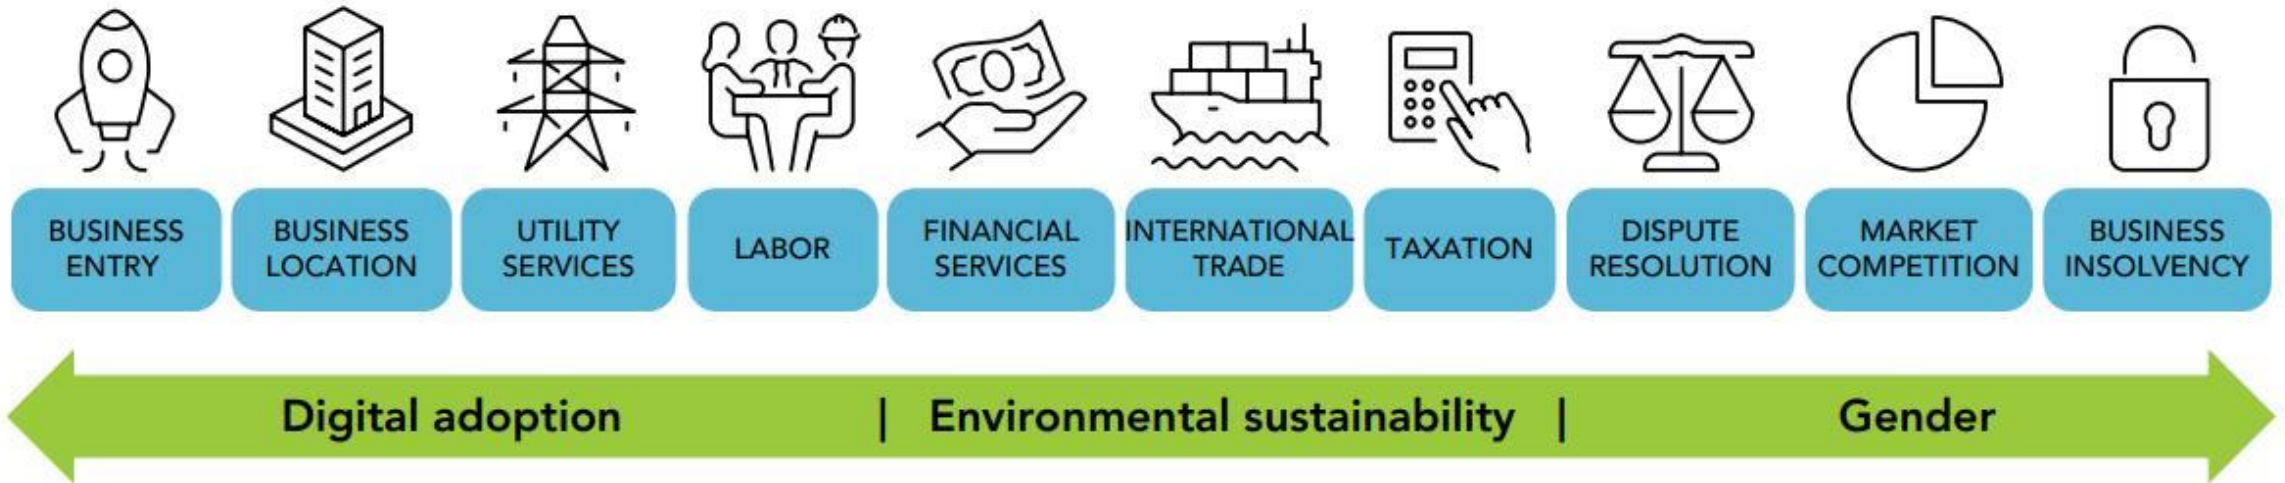 BUSINESS
ENTRY
BUSINESS
LOCATION
UTILITY
SERVICES
LABOR
FINANCIAL
SERVICES
INTERNATIONAL
TRADE
TAXATION
DISPUTE
RESOLUTION
MARKET
COMPETITION
BUSINESS
INSOLVENCY
Digital adoption | Environmental sustainability | Gender